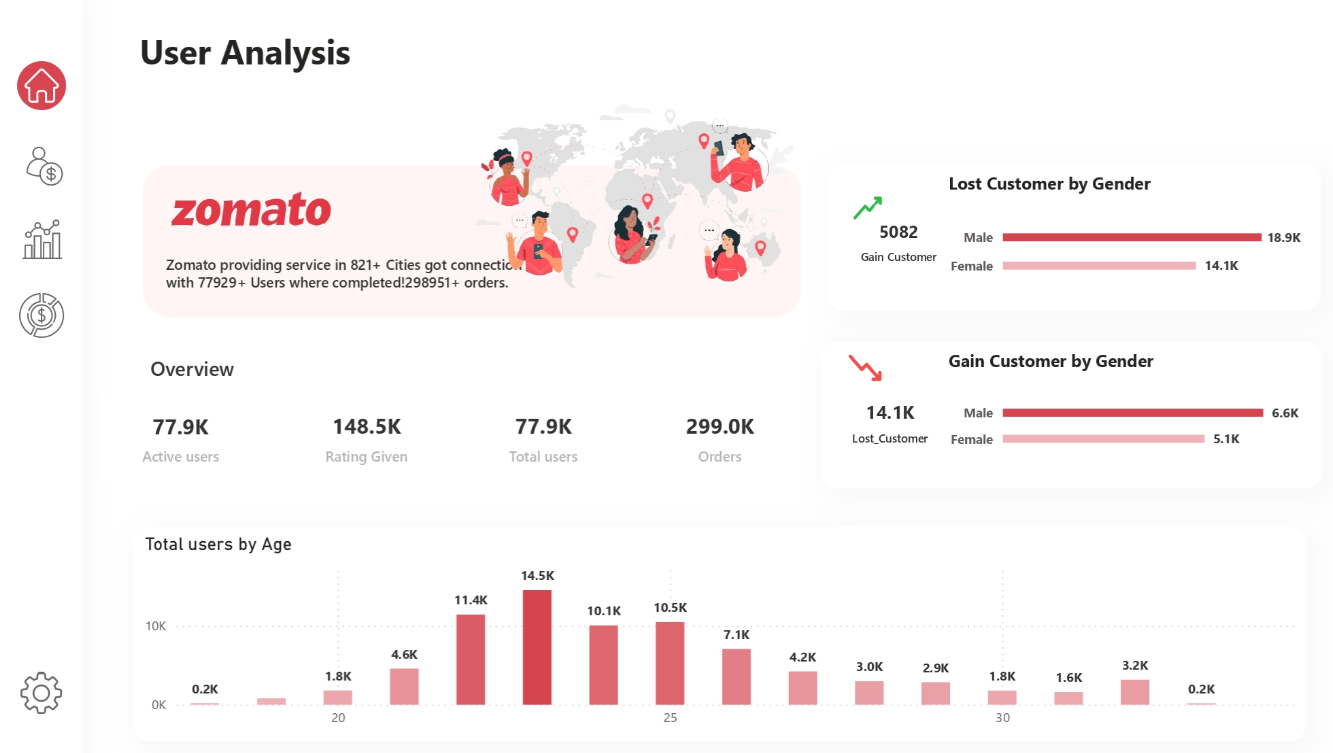 User Analysis
zomato
Zomato providing service in 821+ Cities got connection
with 77929+ Users where completed!298951+ orders.
Lost Customer by Gender
5082
Gain Customer
Male 18.9K
Female 14.1K
Gain Customer by Gender
14.1K
Lost_Customer
Male 6.6K
Female 5.1K
Overview
77.9K 148.5K 77.9K 299.0K
Active users Rating Given Total users Orders
Total users by Age
10K
0K
0.2K 1.8K 4.6K 11.4K 14.5K 10.1K 10.5K 7.1K 4.2K 3.0K 2.9K 1.8K 1.6K 3.2K 0.2K
20 25 30